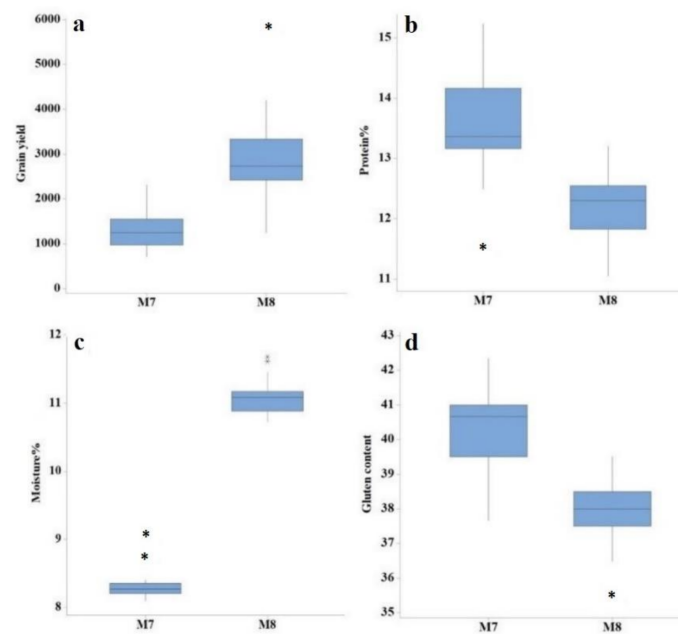 a
Grain yield
6000
5000
4000
3000
2000
1000
0
M7 M8
b
Protein%
15
14
13
12
11
M7 M8
c
Moisture%
12
11
10
9
8
M7 M8
d
Gluten content
43
42
41
40
39
38
37
36
35
M7 M8